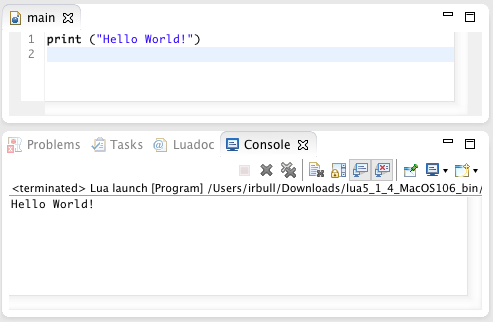 main
1 print ("Hello World!")
2
Problems Tasks Luadoc Console
<terminated> Lua launch [Program] /Users/irbull/Downloads/lua5_1_4_MacOS106_bin/
Hello World!